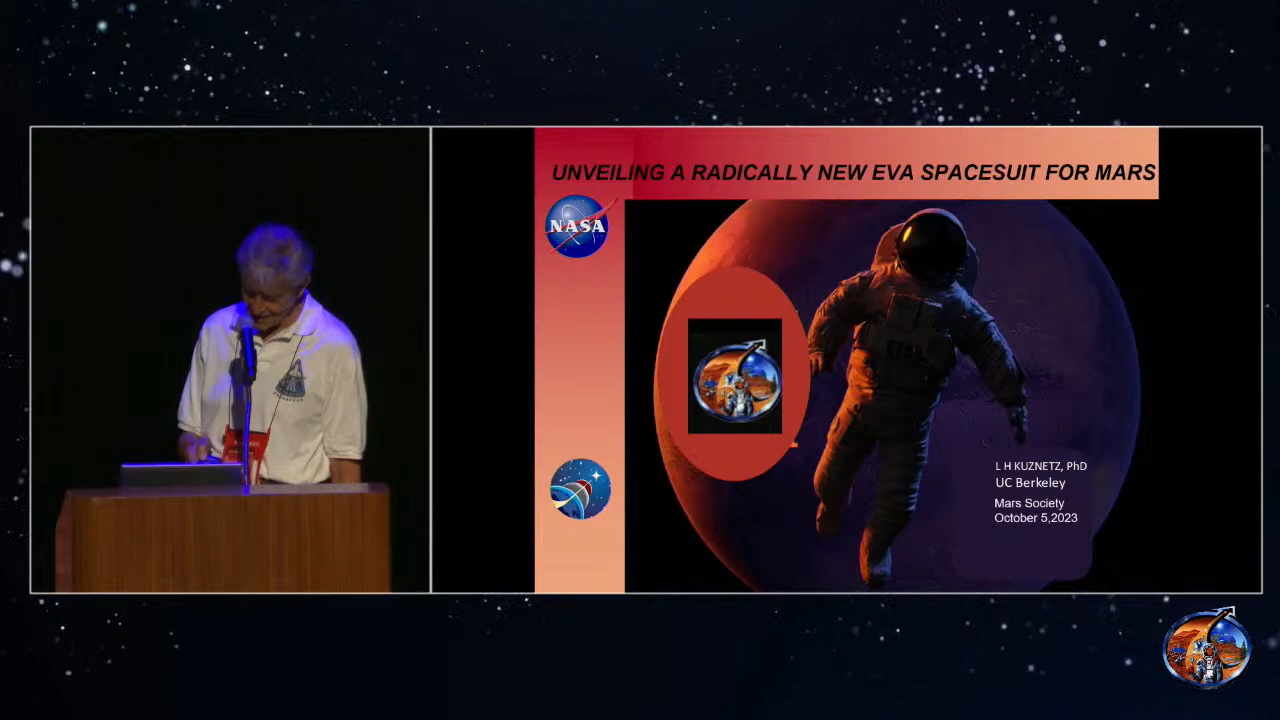 UNVEILING A RADICALLY NEW EVA SPACESUIT FOR MARS
NASA
L H KUZNETZ, PhD
UC Berkeley
Mars Society
October 5,2023